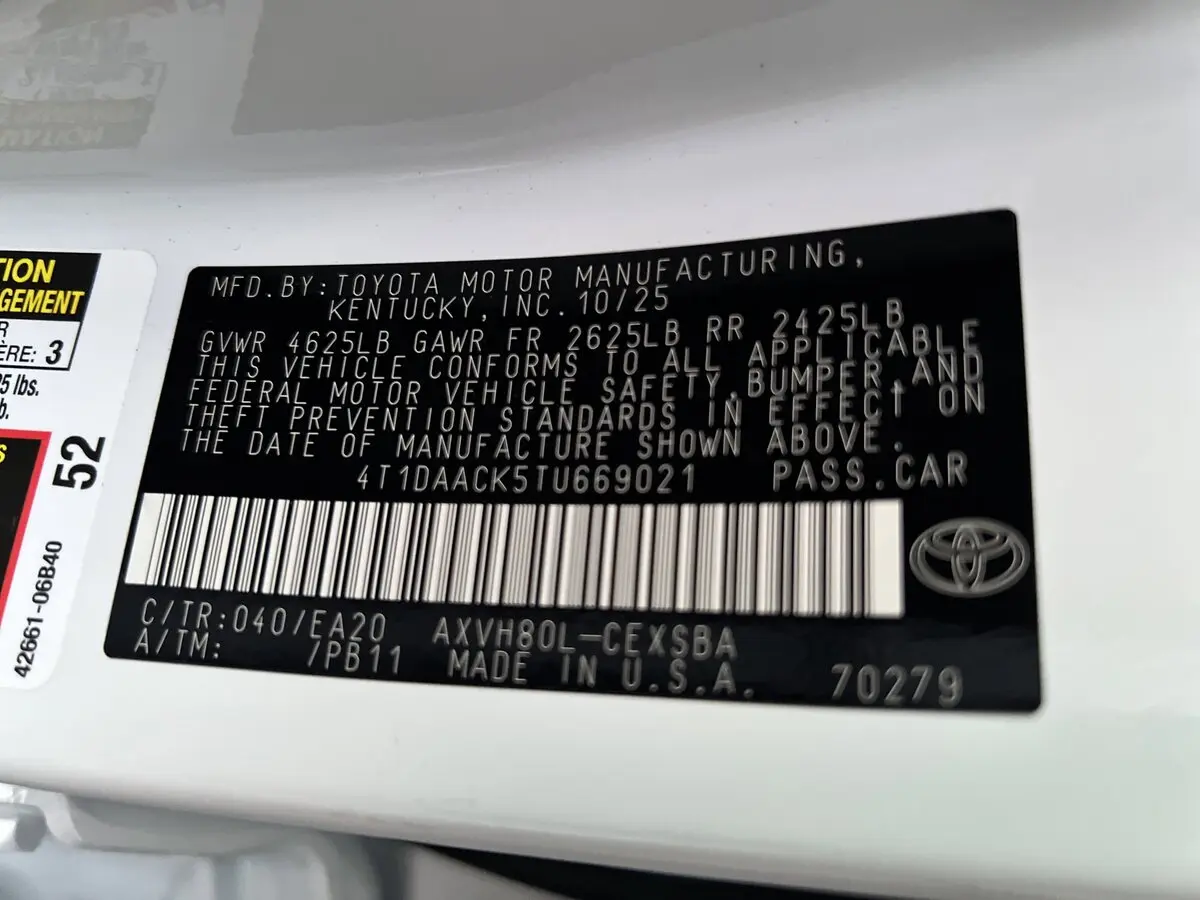 TION
GEMENT
R
ÈRE: 3
5 lbs.
b.
S
52
42661-06B40
MFD.BY:TOYOTA MOTOR MANUFACTURING,
KENTUCKY,INC.10/25
GVWR 4625LB GAWR FR 2625LB RR 2425LB
THIS VEHICLE CONFORMS TO ALL APPLICABLE
FEDERAL MOTOR VEHICLE SAFETY,BUMPER,AND
THEFT PREVENTION STANDARDS IN EFFECT ON
THE DATE OF MANUFACTURE SHOWN ABOVE.
4T1DAACK5TU669021 PASS.CAR
C/TR:040/EA20 AXVH80L-CEXSBA
A/TM: /PB11 MADE IN U.S.A. 70279